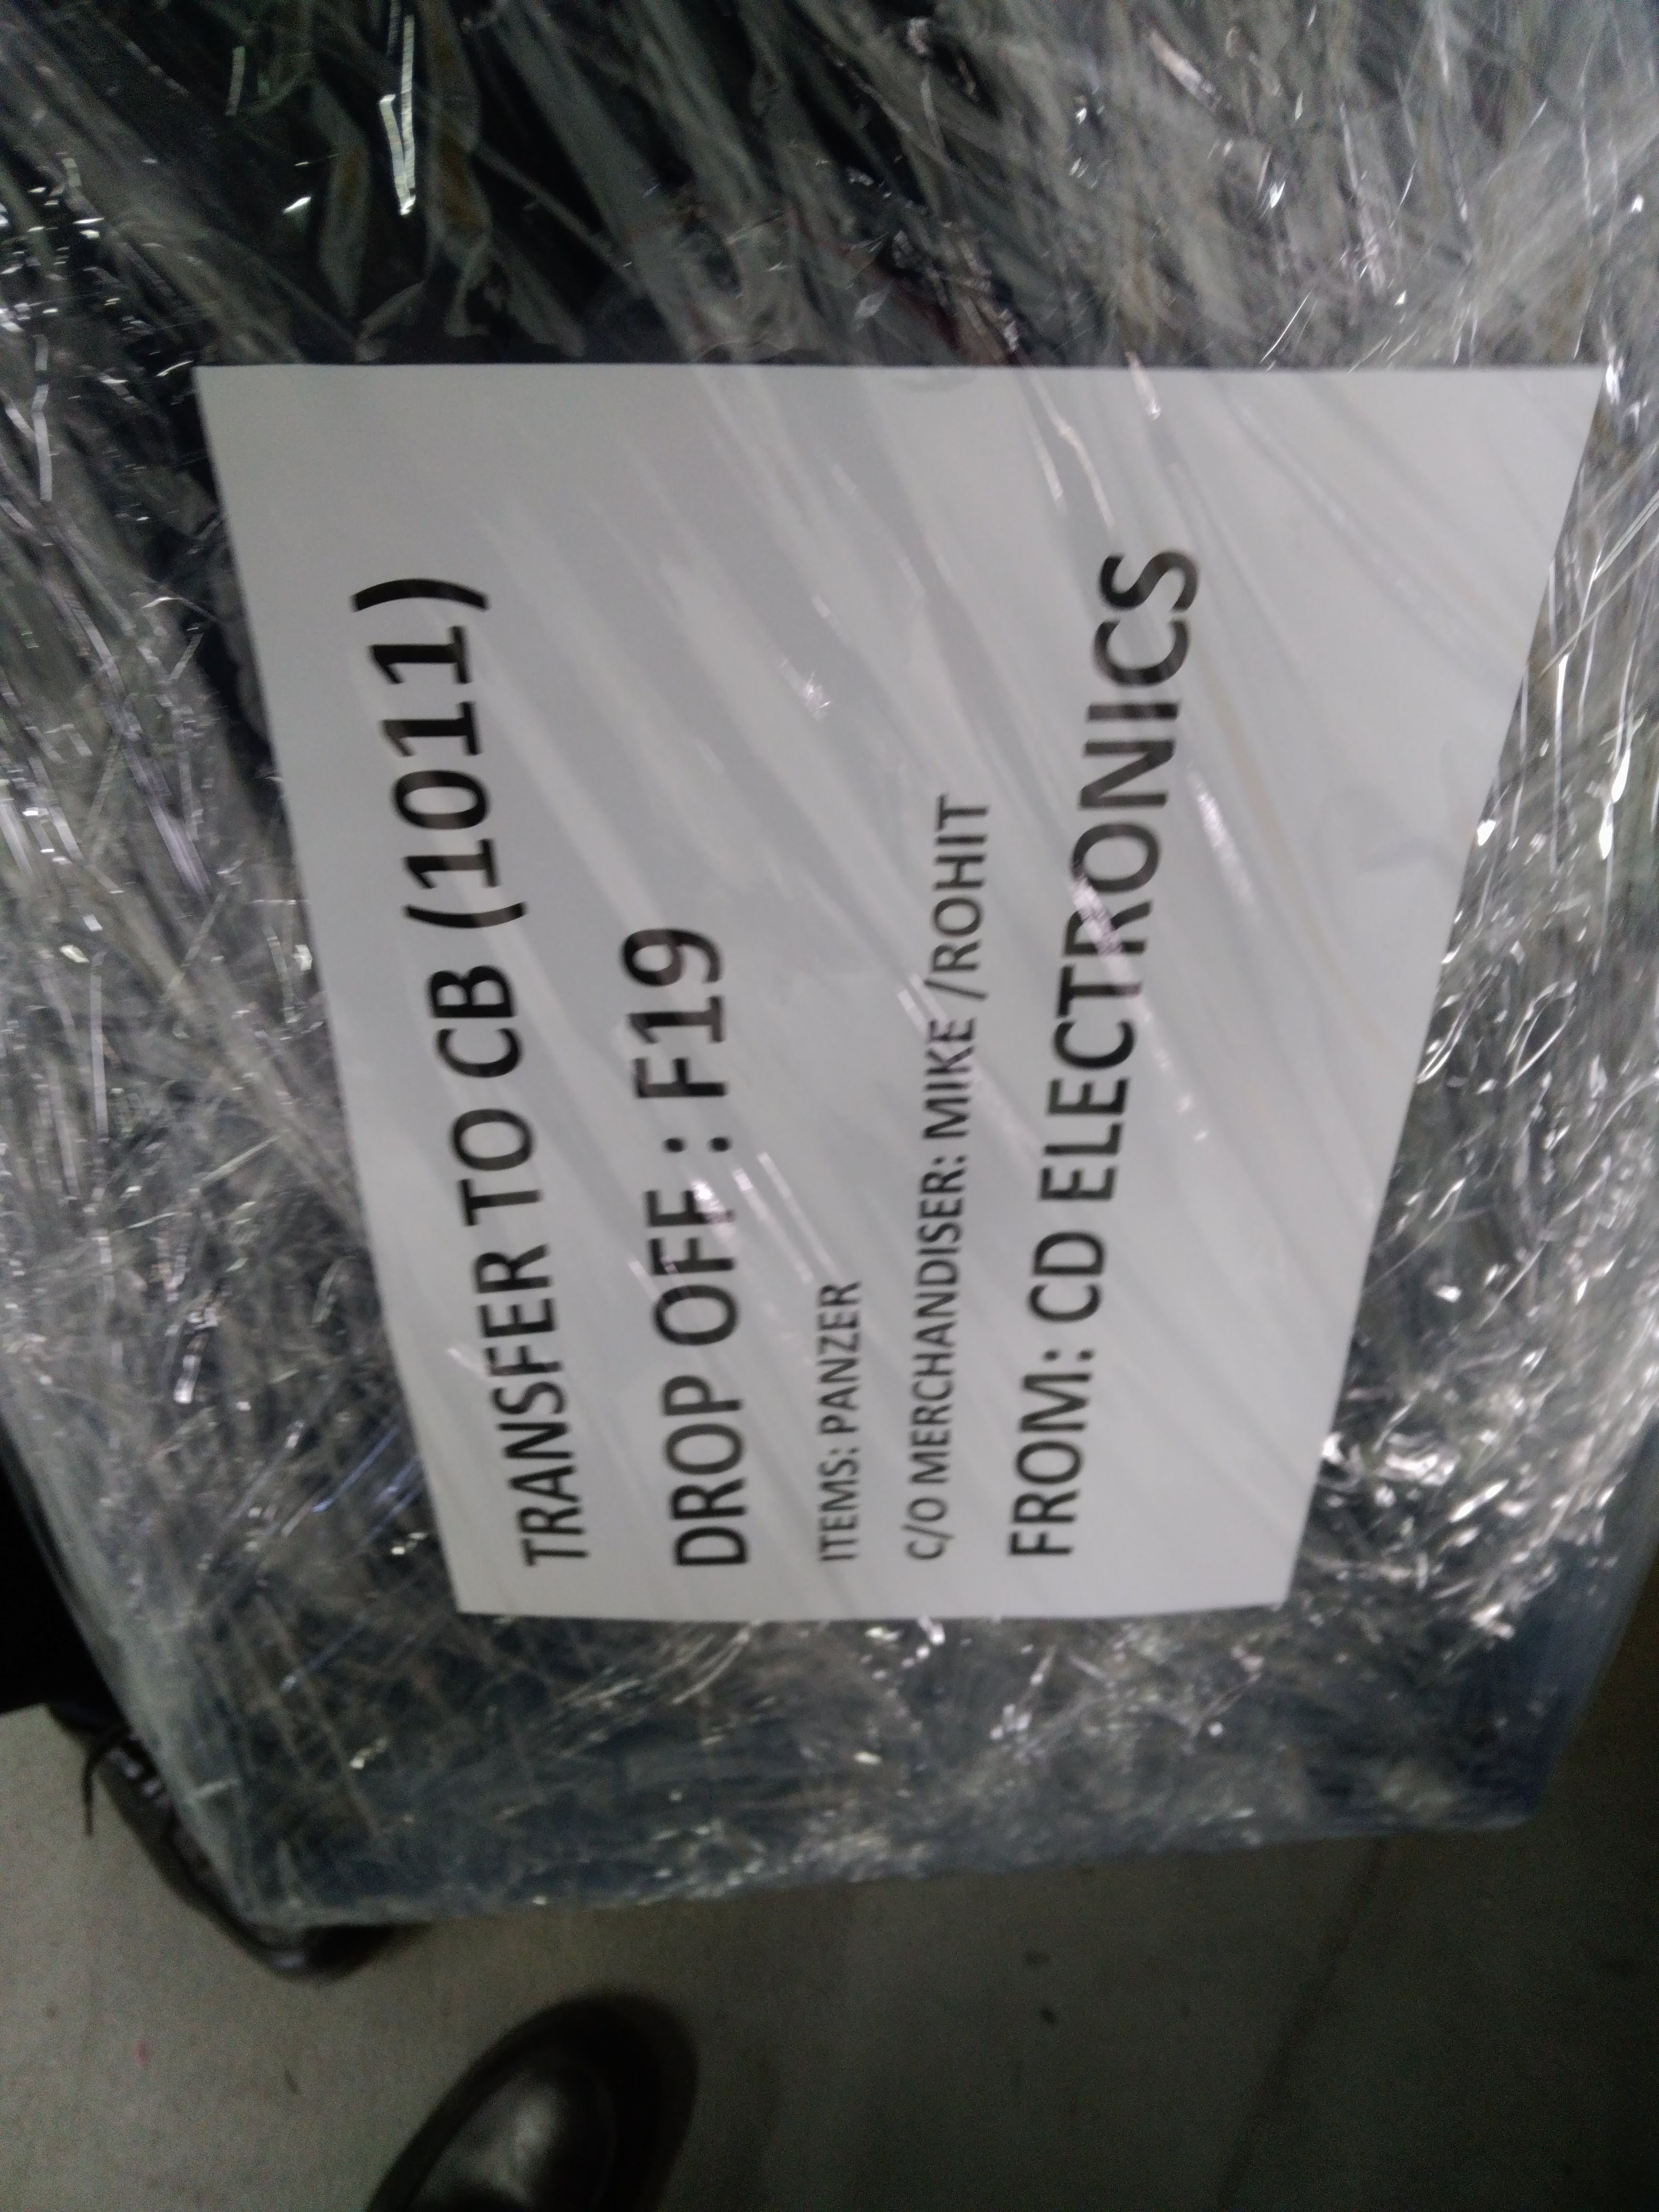 TRANSFER TO CB (1011)
DROP OFF : F19
ITEMS: PANZER
C/O MERCHANDISER: MIKE /ROHIT
FROM: CD ELECTRONICS